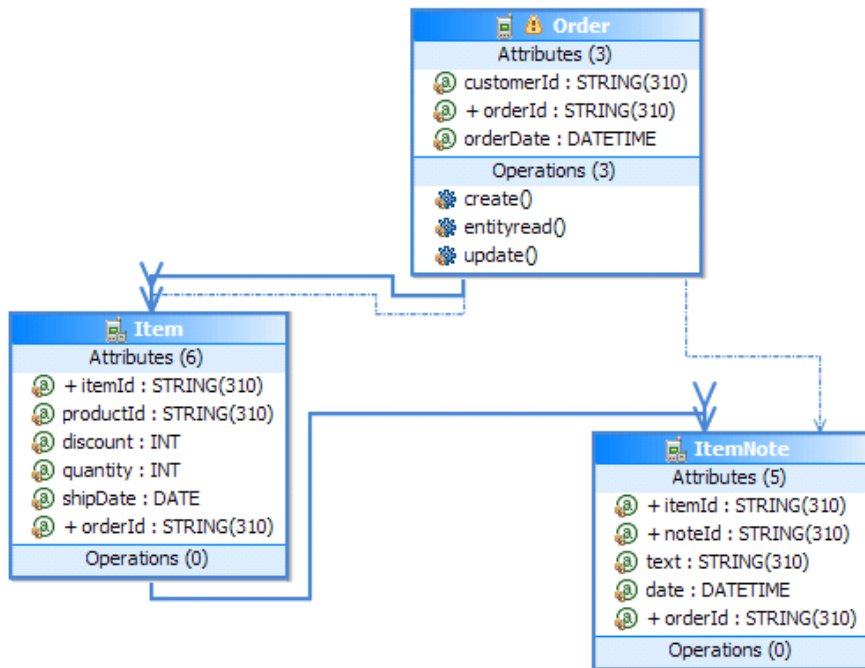 Order
Attributes (3)
customerId : STRING(310)
+ orderId : STRING(310)
orderDate : DATETIME
Operations (3)
create()
entityread()
update()
Item
Attributes (6)
+ itemId : STRING(310)
productId : STRING(310)
discount : INT
quantity : INT
shipDate : DATE
+ orderId : STRING(310)
Operations (0)
ItemNote
Attributes (5)
+ itemId : STRING(310)
+ noteId : STRING(310)
text : STRING(310)
date : DATETIME
+ orderId : STRING(310)
Operations (0)